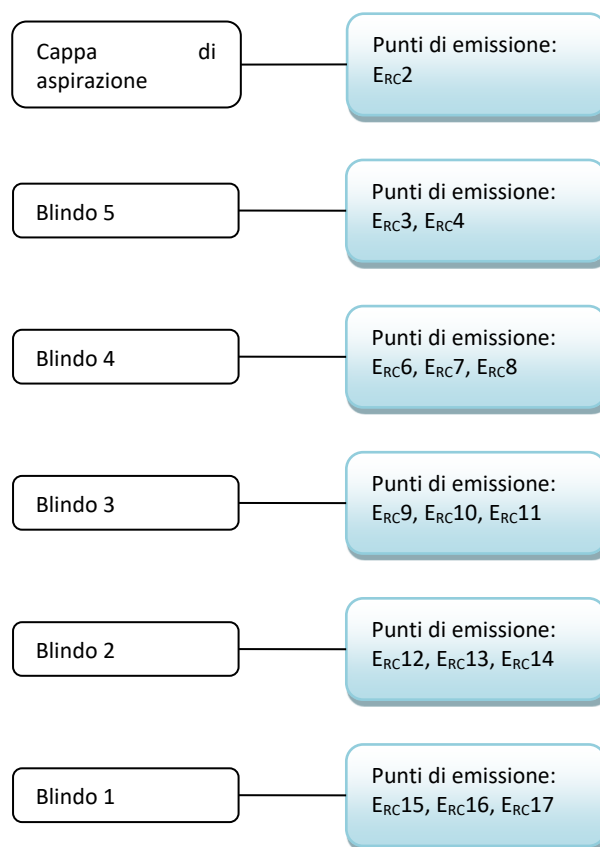 Cappa di
aspirazione
Punti di emissione:
ERC2
Blindo 5
Punti di emissione:
ERC3, ERC4
Blindo 4
Punti di emissione:
ERC6, ERC7, ERC8
Blindo 3
Punti di emissione:
ERC9, ERC10, ERC11
Blindo 2
Punti di emissione:
ERC12, ERC13, ERC14
Blindo 1
Punti di emissione:
ERC15, ERC16, ERC17